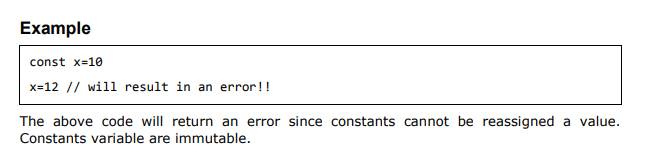 Example
const x=10
x=12 // will result in an error!!
The above code will return an error since constants cannot be reassigned a value.
Constants variable are immutable.